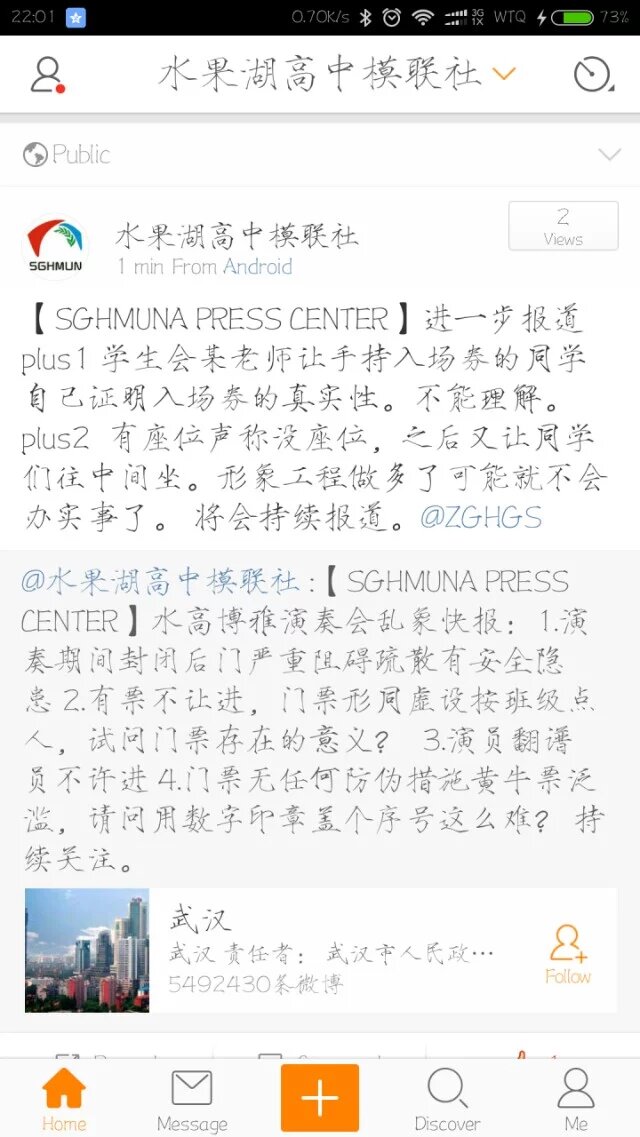 22:01
0.70K/s
3G
1X
WTQ
73%
水果湖高中模联社
Public
SGHMUN
水果湖高中模联社
1 min From Android
2
Views
【SGHMUNA PRESS CENTER】进一步报道
plus1 学生会某老师让手持入场券的同学
自己证明入场券的真实性。不能理解。
plus2 有座位声称没座位，之后又让同学
们往中间坐。形象工程做多了可能就不会
办实事了。 将会持续报道。@ZGHGS
@水果湖高中模联社:【SGHMUNA PRESS
CENTER】水高博雅演奏会乱象快报：1.演
奏期间封闭后门严重阻碍疏散有安全隐
患 2.有票不让进，门票形同虚设按班级点
人，试问门票存在的意义？ 3.演员翻谱
员不许进 4.门票无任何防伪措施黄牛票泛
滥，请问用数字印章盖个序号这么难？ 持
续关注。
武汉
武汉 责任者：武汉市人民政…
5492430条微博
Follow
Home
Message
Discover
Me